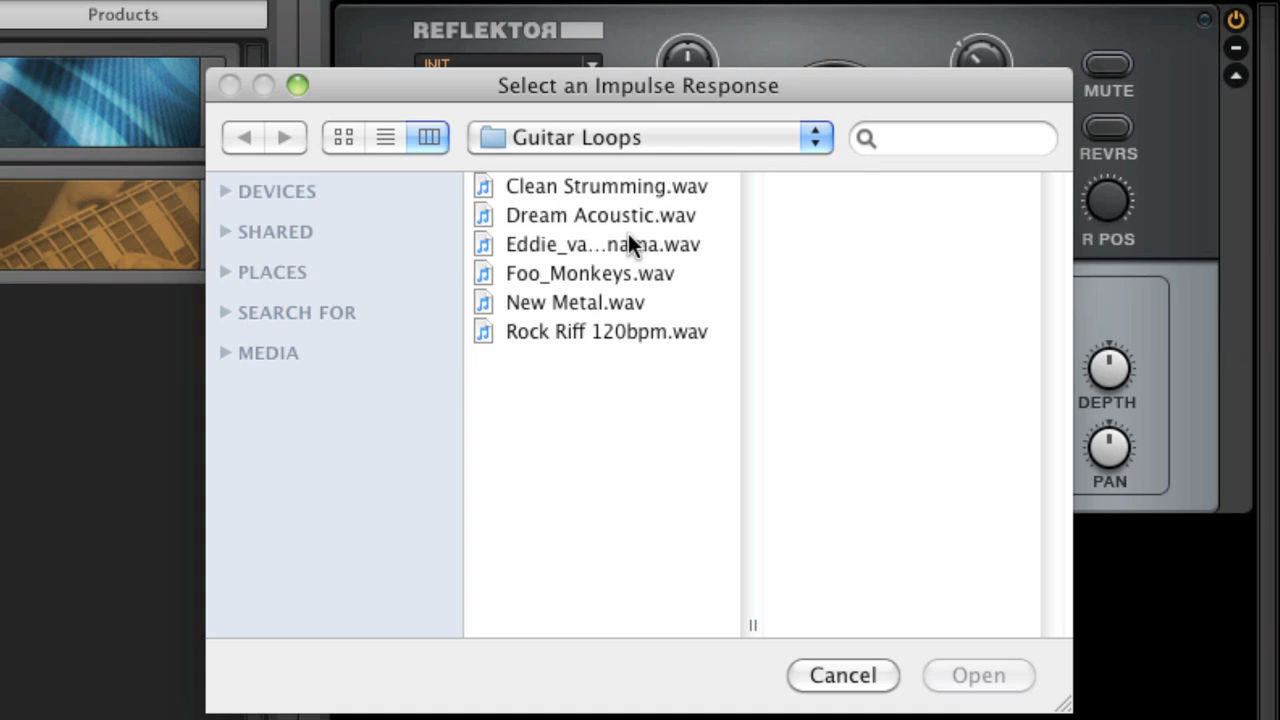 Products
REFLEKTOR
INIT
MUTE
REVRS
R POS
DEPTH
PAN
Select an Impulse Response
Guitar Loops
DEVICES
SHARED
PLACES
SEARCH FOR
MEDIA
Clean Strumming.wav
Dream Acoustic.wav
Eddie_va...nama.wav
Foo_Monkeys.wav
New Metal.wav
Rock Riff 120bpm.wav
Cancel
Open